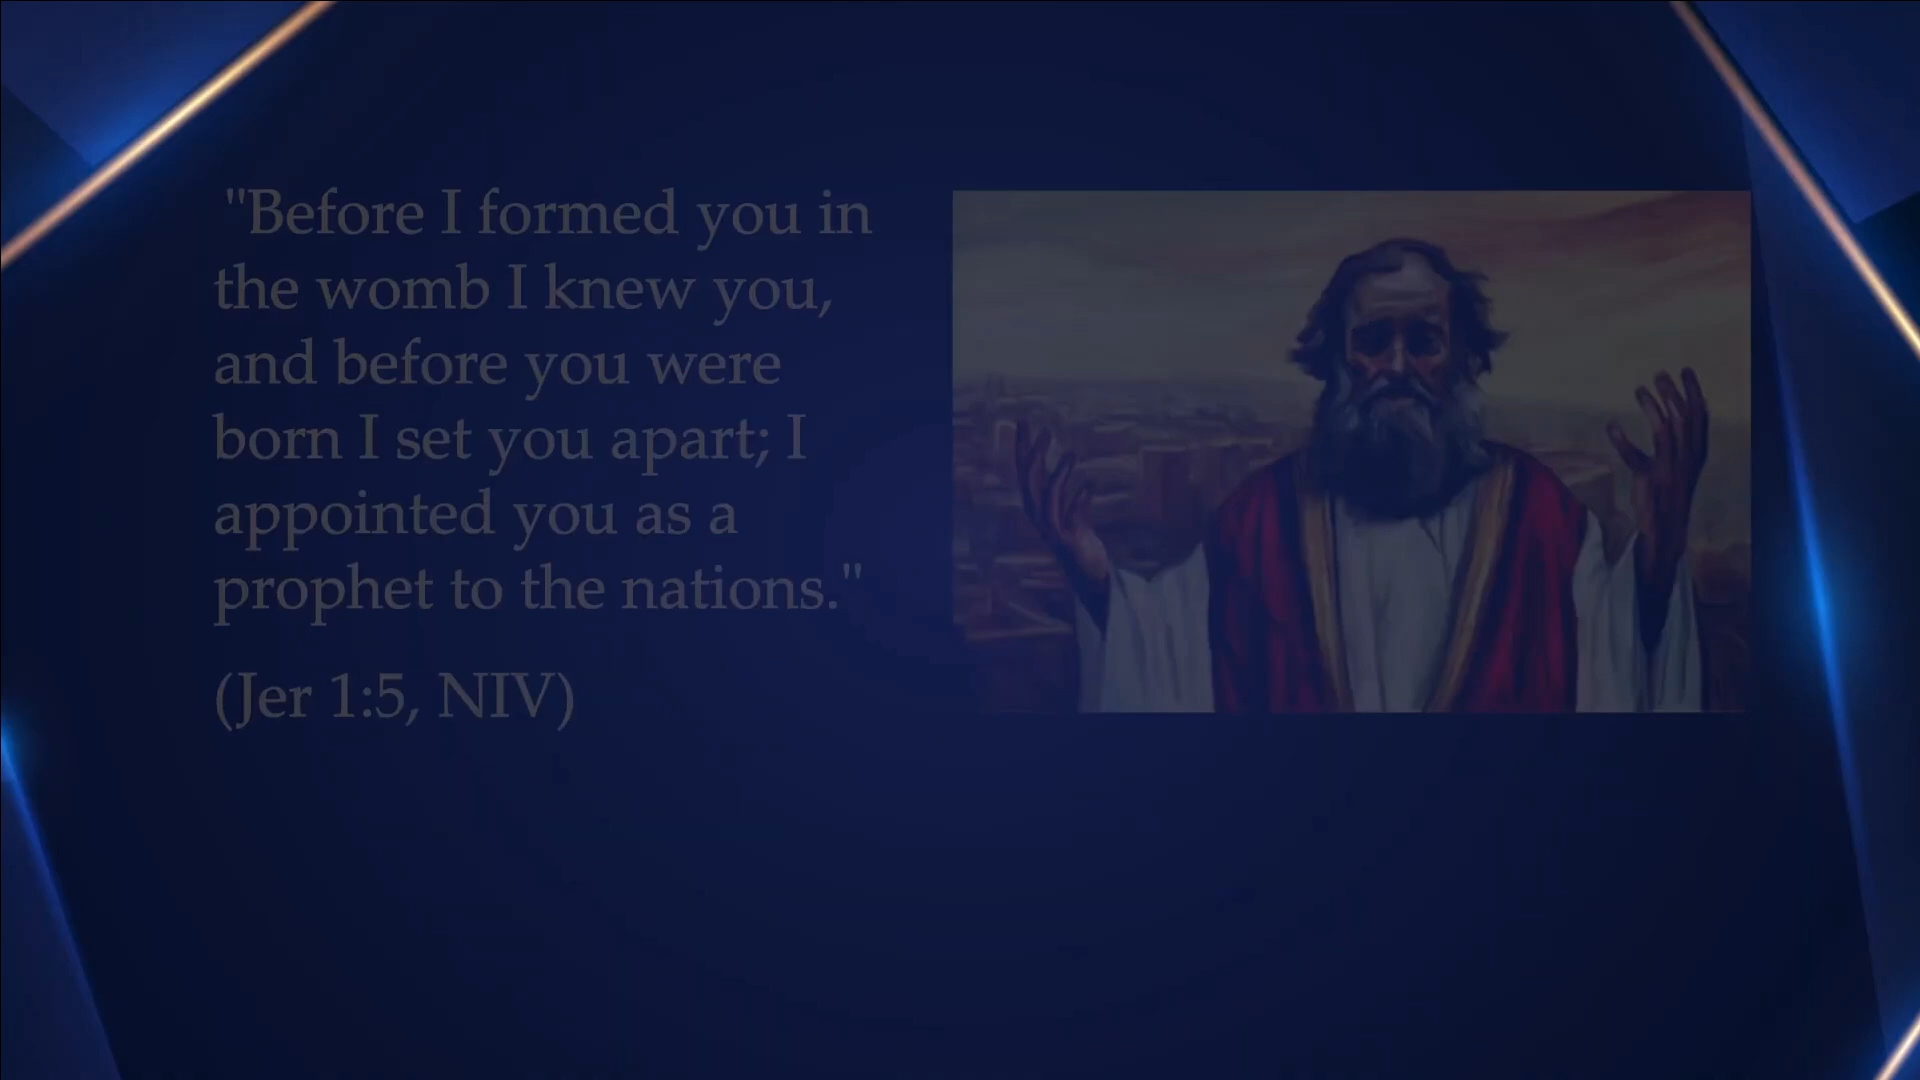 "Before I formed you in
the womb I knew you,
and before you were
born I set you apart; I
appointed you as a
prophet to the nations."
(Jer 1:5, NIV)